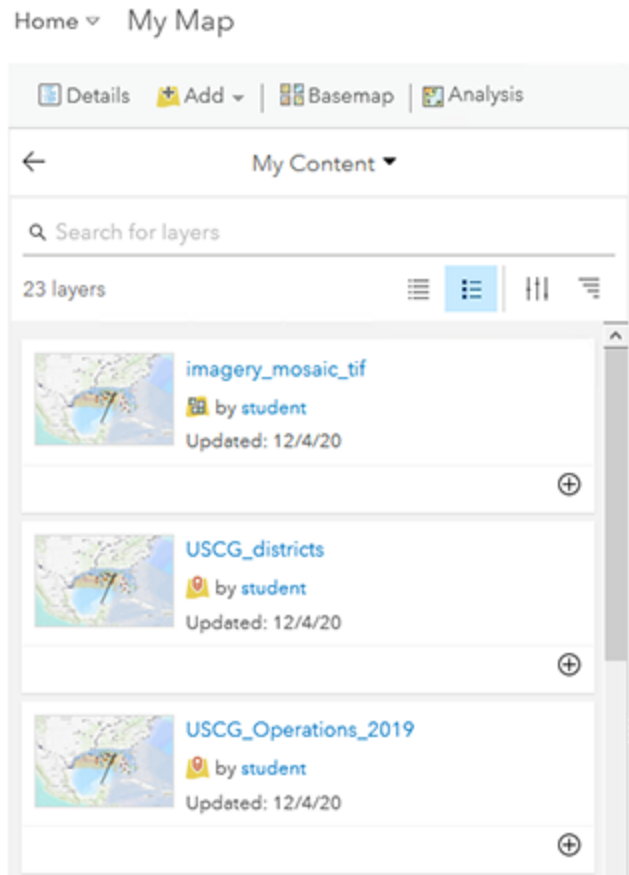 Home My Map
Details Add Basemap Analysis
My Content
Search for layers
23 layers
imagery_mosaic_tif
by student
Updated: 12/4/20
USCG_districts
by student
Updated: 12/4/20
USCG_Operations_2019
by student
Updated: 12/4/20